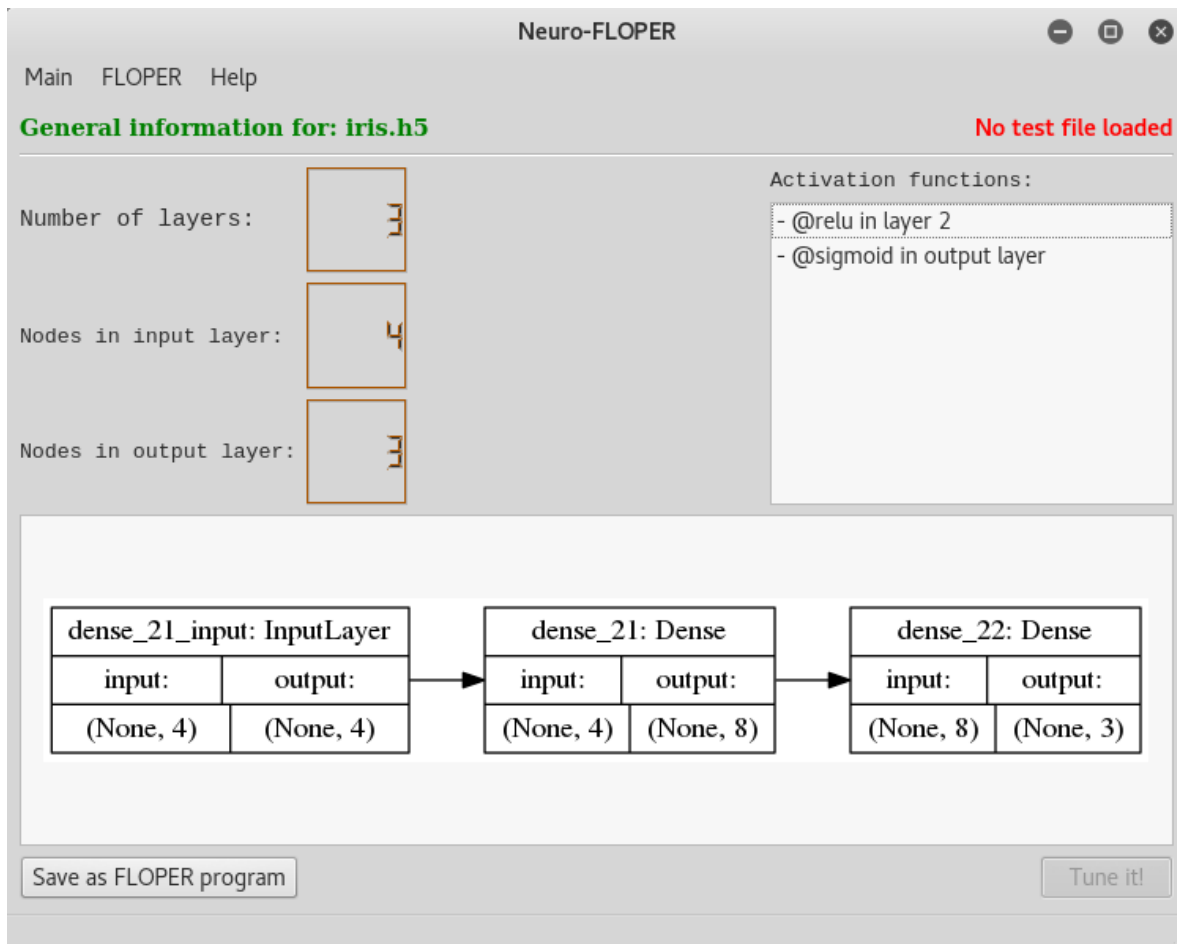 Neuro-FLOPER
Main FLOPER Help
General information for: iris.h5
No test file loaded
Number of layers: 3
Nodes in input layer: 4
Nodes in output layer: 3
Activation functions:
- @relu in layer 2
- @sigmoid in output layer
dense_21_input: InputLayer
input: output:
(None, 4) (None, 4)
dense_21: Dense
input: output:
(None, 4) (None, 8)
dense_22: Dense
input: output:
(None, 8) (None, 3)
Save as FLOPER program
Tune it!